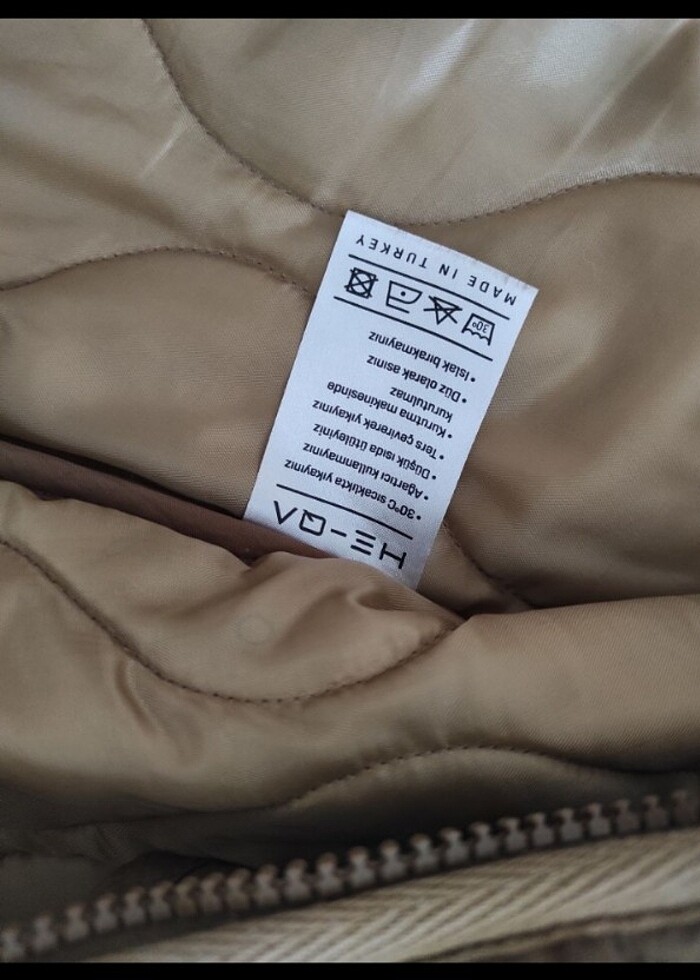 HE-QA
• 30°C sıcaklıkta yıkayınız
• Ağartıcı kullanmayınız
• Düşük ısıda ütüleyiniz
• Ters çevirerek yıkayınız
• Kurutma makinesinde
kurutulmaz
• Düz olarak asınız
• Islak bırakmayınız
30°
MADE IN TURKEY